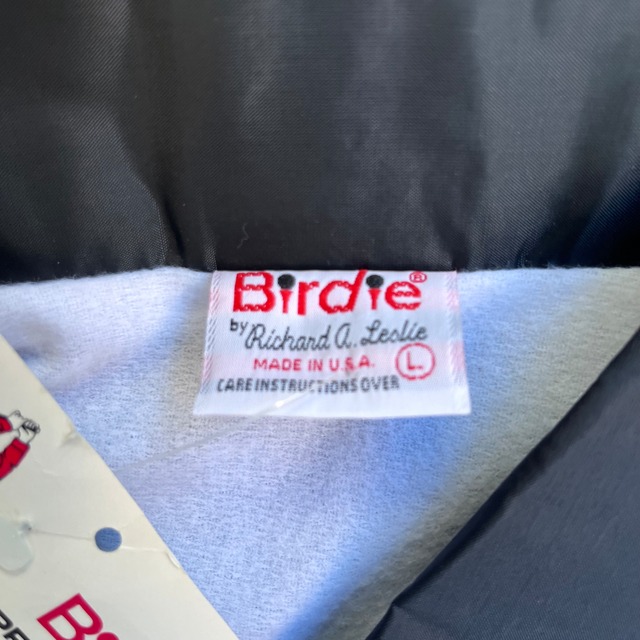 Birdie®
by Richard A. Leslie
MADE IN U.S.A. L
CARE INSTRUCTIONS OVER